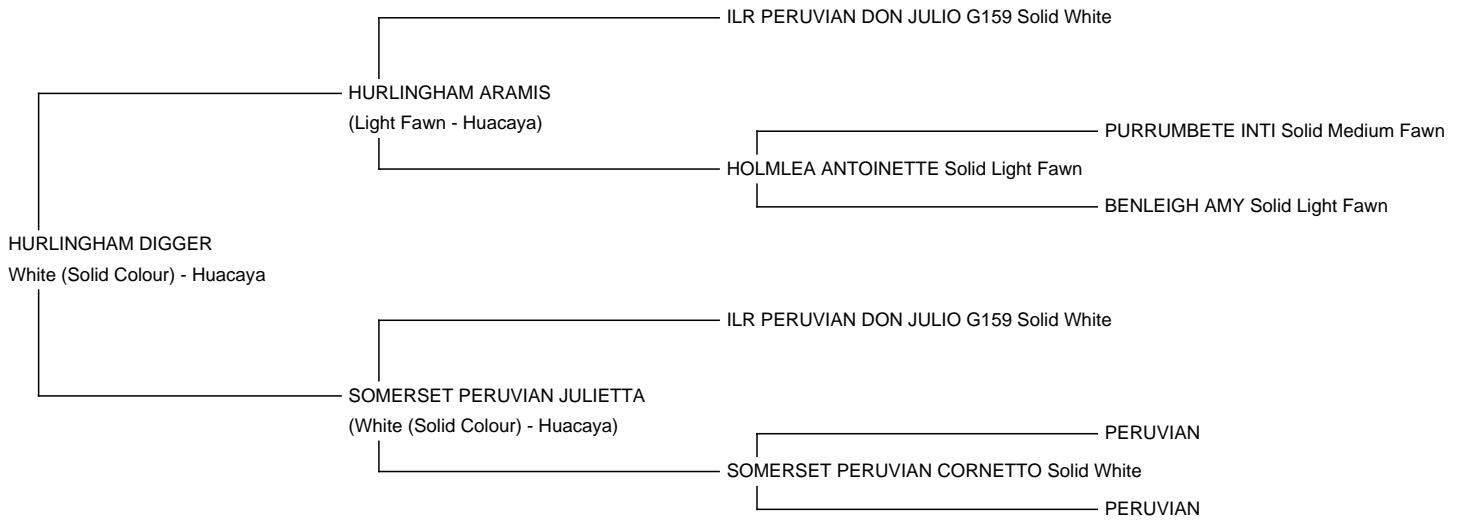 ILR PERUVIAN DON JULIO G159 Solid White
HURLINGHAM ARAMIS
(Light Fawn - Huacaya)
PURRUMBETE INTI Solid Medium Fawn
HOLMLEA ANTOINETTE Solid Light Fawn
BENLEIGH AMY Solid Light Fawn
HURLINGHAM DIGGER
White (Solid Colour) - Huacaya
ILR PERUVIAN DON JULIO G159 Solid White
SOMERSET PERUVIAN JULIETTA
(White (Solid Colour) - Huacaya)
PERUVIAN
SOMERSET PERUVIAN CORNETTO Solid White
PERUVIAN